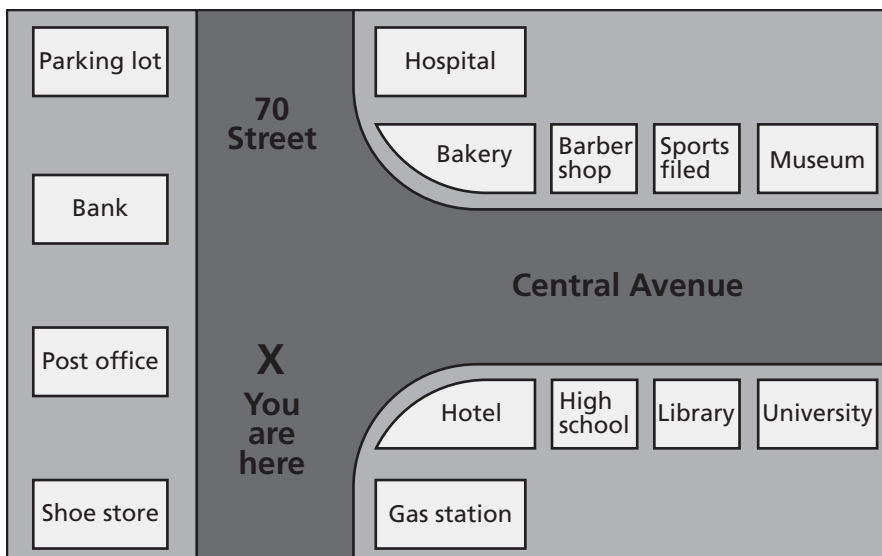 Parking lot
Hospital
70
Street
Bakery
Barber
shop
Sports
filed
Museum
Bank
Central Avenue
Post office
X
You
are
here
Hotel
High
school
Library
University
Shoe store
Gas station